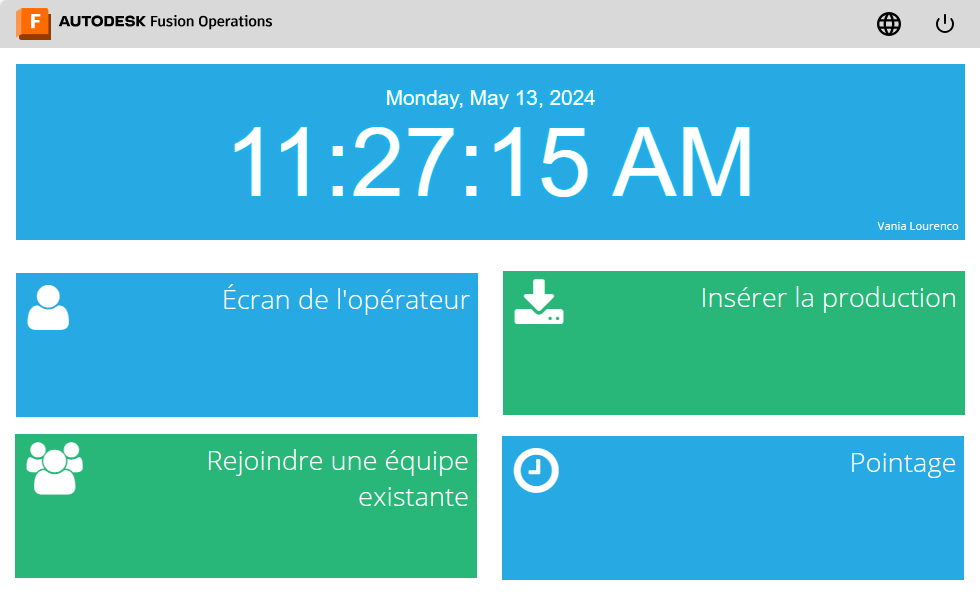 F AUTODESK Fusion Operations
Monday, May 13, 2024
11:27:15 AM
Vania Lourenco
Écran de l'opérateur
Insérer la production
Rejoindre une équipe
existante
Pointage